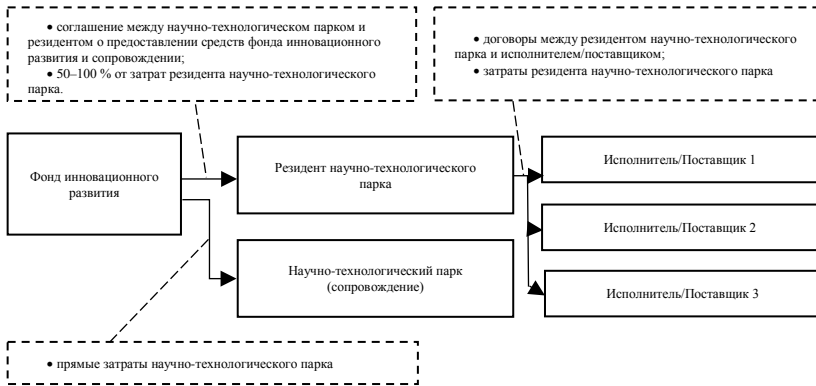 • соглашение между научно-технологическом парком и
резидентом о предоставлении средств фонда инновационного
развития и сопровождении;
• 50–100 % от затрат резидента научно-технологического
парка.
• договоры между резидентом научно-технологического
парка и исполнителем/поставщиком;
• затраты резидента научно-технологического парка
Фонд инновационного
развития
Резидент научно-технологического
парка
Исполнитель/Поставщик 1
Исполнитель/Поставщик 2
Научно-технологический парк
(сопровождение)
Исполнитель/Поставщик 3
• прямые затраты научно-технологического парка